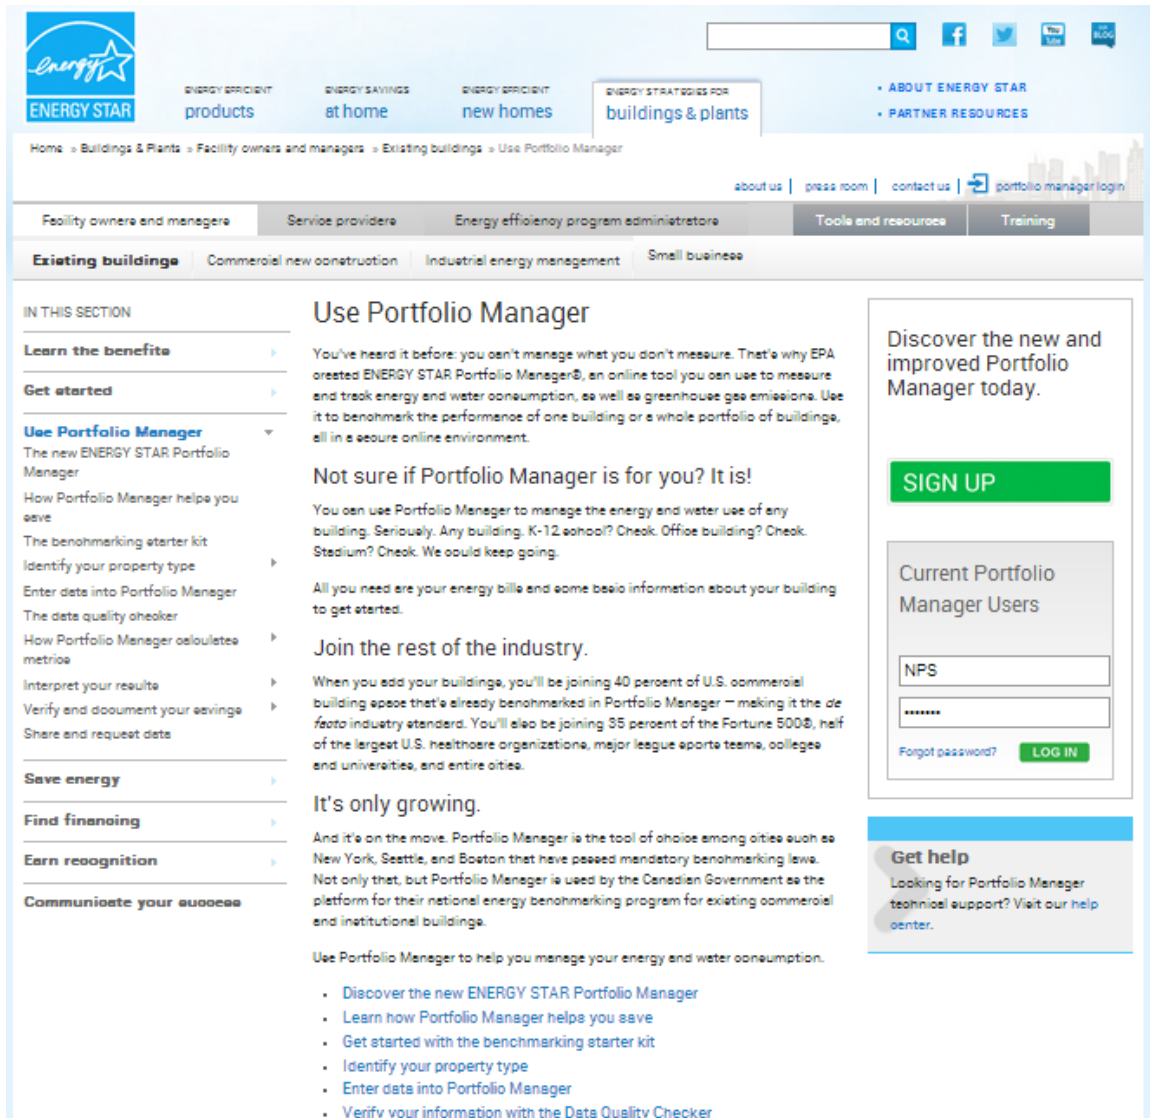 energy
ENERGY STAR
You Tube
OUR BLOG
ENERGY EFFICIENT
products
ENERGY SAVINGS
at home
ENERGY EFFICIENT
new homes
ENERGY STRATEGIES FOR
buildings & plants
• ABOUT ENERGY STAR
• PARTNER RESOURCES
Home » Buildings & Plants » Facility owners and managers » Existing buildings » Use Portfolio Manager
about us | press room | contact us | portfolio manager login
Facility owners and managers
Service providers
Energy efficiency program administrators
Tools and resources
Training
Existing buildings
Commercial new construction
Industrial energy management
Small business
IN THIS SECTION
Learn the benefits
Get started
Use Portfolio Manager
The new ENERGY STAR Portfolio
Manager
How Portfolio Manager helps you
save
The benchmarking starter kit
Identify your property type
Enter data into Portfolio Manager
The data quality checker
How Portfolio Manager calculates
metrics
Interpret your results
Verify and document your savings
Share and request data
Save energy
Find financing
Earn recognition
Communicate your success
Use Portfolio Manager
You've heard it before: you can't manage what you don't measure. That's why EPA
created ENERGY STAR Portfolio Manager®, an online tool you can use to measure
and track energy and water consumption, as well as greenhouse gas emissions. Use
it to benchmark the performance of one building or a whole portfolio of buildings,
all in a secure online environment.
Not sure if Portfolio Manager is for you? It is!
You can use Portfolio Manager to manage the energy and water use of any
building. Seriously. Any building. K-12 school? Check. Office building? Check.
Stadium? Check. We could keep going.
All you need are your energy bills and some basic information about your building
to get started.
Join the rest of the industry.
When you add your buildings, you'll be joining 40 percent of U.S. commercial
building space that's already benchmarked in Portfolio Manager — making it the de
facto industry standard. You'll also be joining 35 percent of the Fortune 500®, half
of the largest U.S. healthcare organizations, major league sports teams, colleges
and universities, and entire cities.
It's only growing.
And it's on the move. Portfolio Manager is the tool of choice among cities such as
New York, Seattle, and Boston that have passed mandatory benchmarking laws.
Not only that, but Portfolio Manager is used by the Canadian Government as the
platform for their national energy benchmarking program for existing commercial
and institutional buildings.
Use Portfolio Manager to help you manage your energy and water consumption.
• Discover the new ENERGY STAR Portfolio Manager
• Learn how Portfolio Manager helps you save
• Get started with the benchmarking starter kit
• Identify your property type
• Enter data into Portfolio Manager
• Verify your information with the Data Quality Checker
Discover the new and
improved Portfolio
Manager today.
SIGN UP
Current Portfolio
Manager Users
NPS
•••••••
Forgot password?
LOG IN
Get help
Looking for Portfolio Manager
technical support? Visit our help
center.